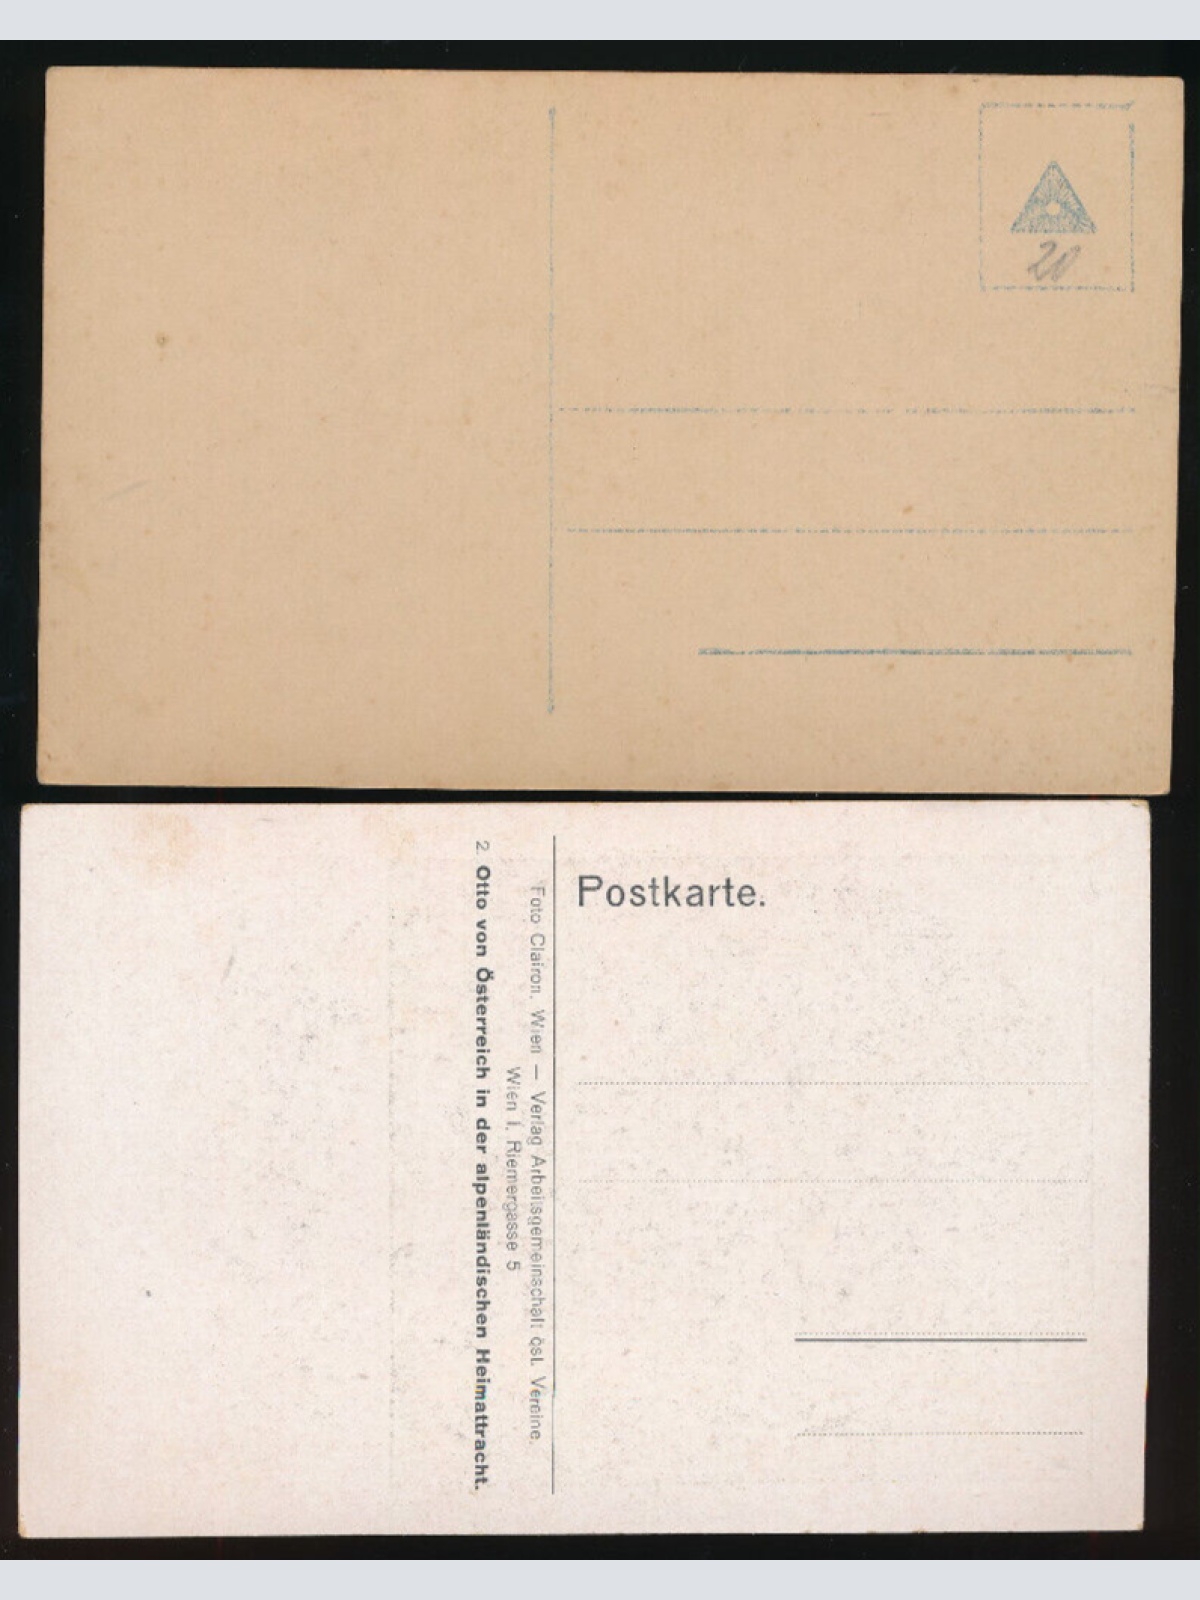 20
Postkarte.
Foto Clairon, Wien — Verlag Arbeitsgemeinschaft öst. Vereine.
Wien I. Riemergasse 5
2. Otto von Österreich in der alpenländischen Heimattracht.